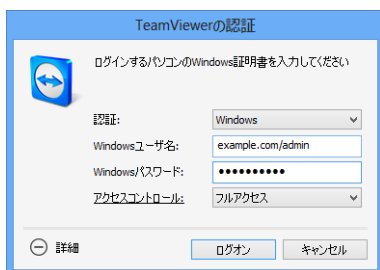 TeamViewerの認証
ログインするパソコンのWindows証明書を入力してください
認証: Windows
Windowsユーザ名: example.com/admin
Windowsパスワード: ●●●●●●●●●●
アクセスコントロール: フルアクセス
詳細 ログオン キャンセル